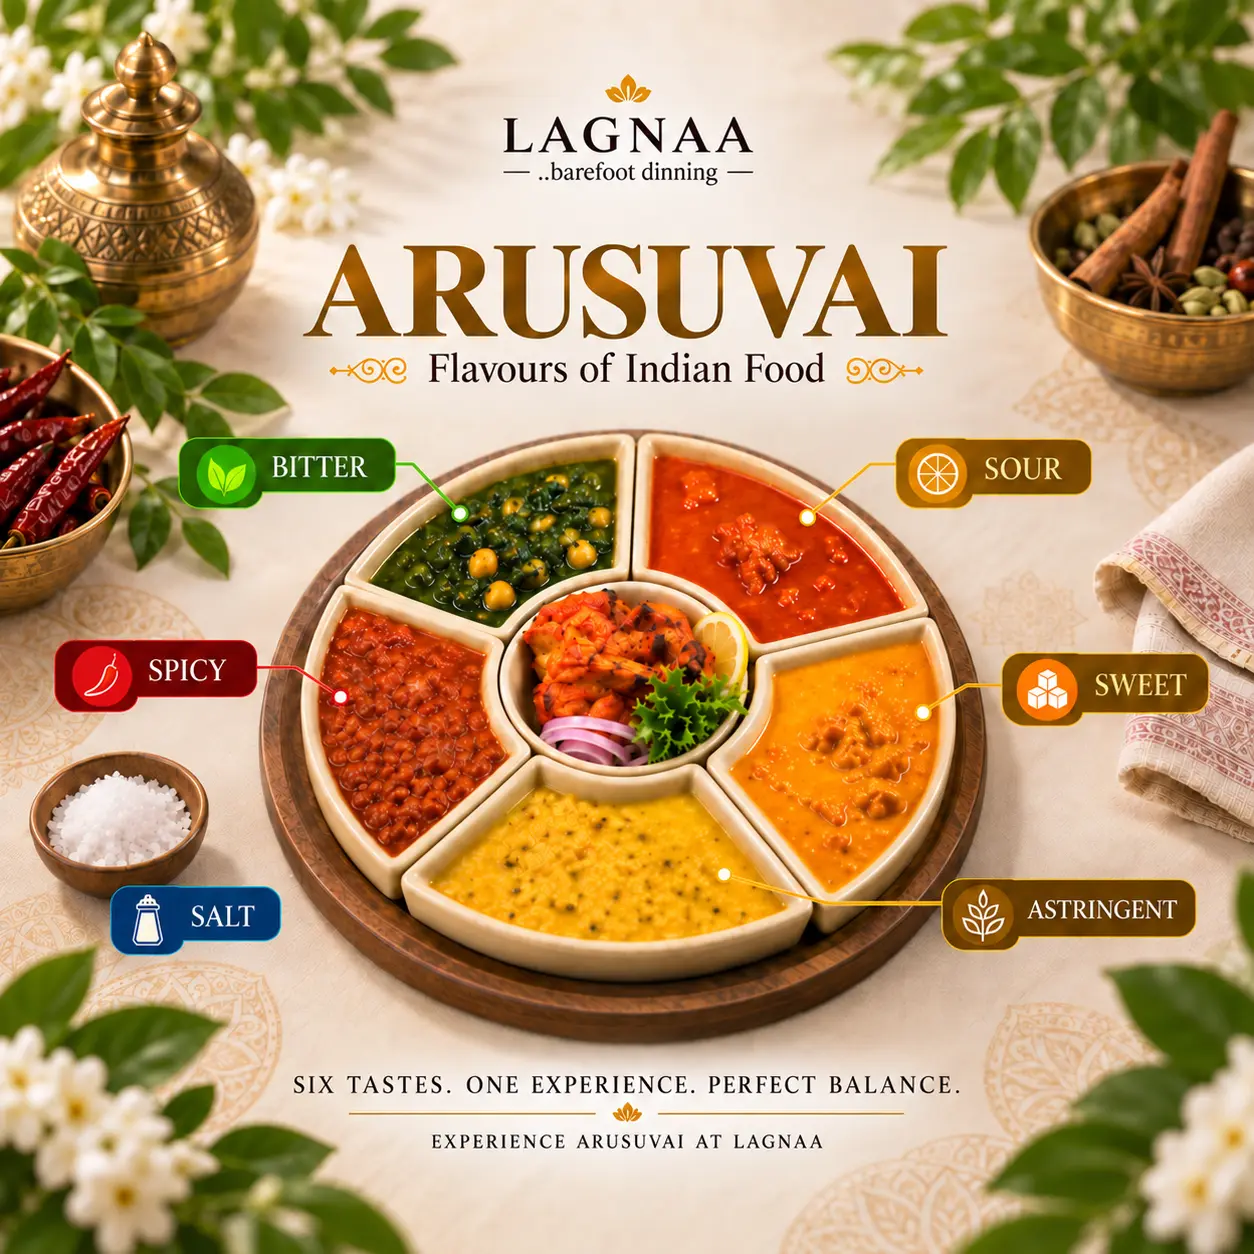 LAGNAA
..barefoot dinning
ARUSUVAI
Flavours of Indian Food
BITTER
SOUR
SPICY
SWEET
SALT
ASTRINGENT
SIX TASTES. ONE EXPERIENCE. PERFECT BALANCE.
EXPERIENCE ARUSUVAI AT LAGNAA